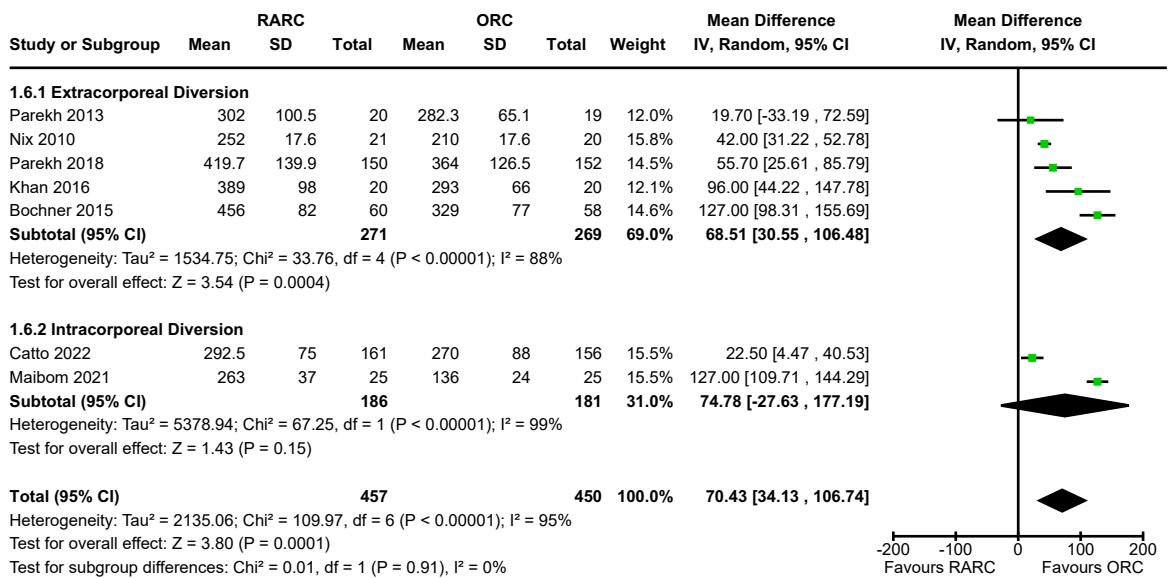 RARC ORC Mean Difference Mean Difference
Study or Subgroup Mean SD Total Mean SD Total Weight IV, Random, 95% CI IV, Random, 95% CI
1.6.1 Extracorporeal Diversion
Parekh 2013 302 100.5 20 282.3 65.1 19 12.0% 19.70 [-33.19 , 72.59]
Nix 2010 252 17.6 21 210 17.6 20 15.8% 42.00 [31.22 , 52.78]
Parekh 2018 419.7 139.9 150 364 126.5 152 14.5% 55.70 [25.61 , 85.79]
Khan 2016 389 98 20 293 66 20 12.1% 96.00 [44.22 , 147.78]
Bochner 2015 456 82 60 329 77 58 14.6% 127.00 [98.31 , 155.69]
Subtotal (95% CI) 271 269 69.0% 68.51 [30.55 , 106.48]
Heterogeneity: Tau² = 1534.75; Chi² = 33.76, df = 4 (P < 0.00001); I² = 88%
Test for overall effect: Z = 3.54 (P = 0.0004)
1.6.2 Intracorporeal Diversion
Catto 2022 292.5 75 161 270 88 156 15.5% 22.50 [4.47 , 40.53]
Maibom 2021 263 37 25 136 24 25 15.5% 127.00 [109.71 , 144.29]
Subtotal (95% CI) 186 181 31.0% 74.78 [-27.63 , 177.19]
Heterogeneity: Tau² = 5378.94; Chi² = 67.25, df = 1 (P < 0.00001); I² = 99%
Test for overall effect: Z = 1.43 (P = 0.15)
Total (95% CI) 457 450 100.0% 70.43 [34.13 , 106.74]
Heterogeneity: Tau² = 2135.06; Chi² = 109.97, df = 6 (P < 0.00001); I² = 95%
Test for overall effect: Z = 3.80 (P = 0.0001)
Test for subgroup differences: Chi² = 0.01, df = 1 (P = 0.91), I² = 0%
-200 -100 0 100 200
Favours RARC Favours ORC